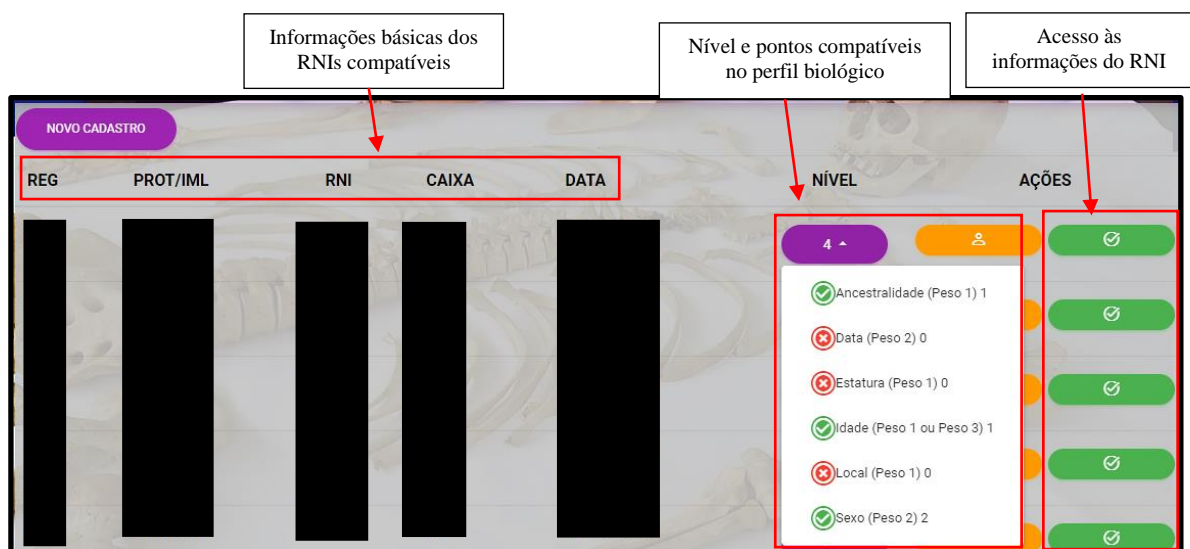 Informações básicas dos
RNIs compatíveis
Nível e pontos compatíveis
no perfil biológico
Acesso às
informações do RNI
NOVO CADASTRO
REG PROT/IML RNI CAIXA DATA NÍVEL AÇÕES
4
Ancestralidade (Peso 1) 1
Data (Peso 2) 0
Estatura (Peso 1) 0
Idade (Peso 1 ou Peso 3) 1
Local (Peso 1) 0
Sexo (Peso 2) 2